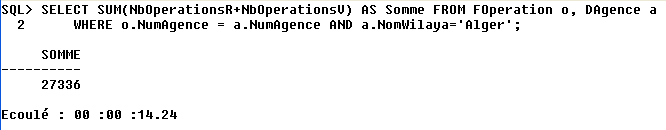 SQL> SELECT SUM(NbOperationsR+NbOperationsV) AS Somme FROM FOperation o, DAgence a
2 WHERE o.NumAgence = a.NumAgence AND a.NomWilaya='Alger';
SOMME
----------
27336
Ecoulé : 00 :00 :14.24